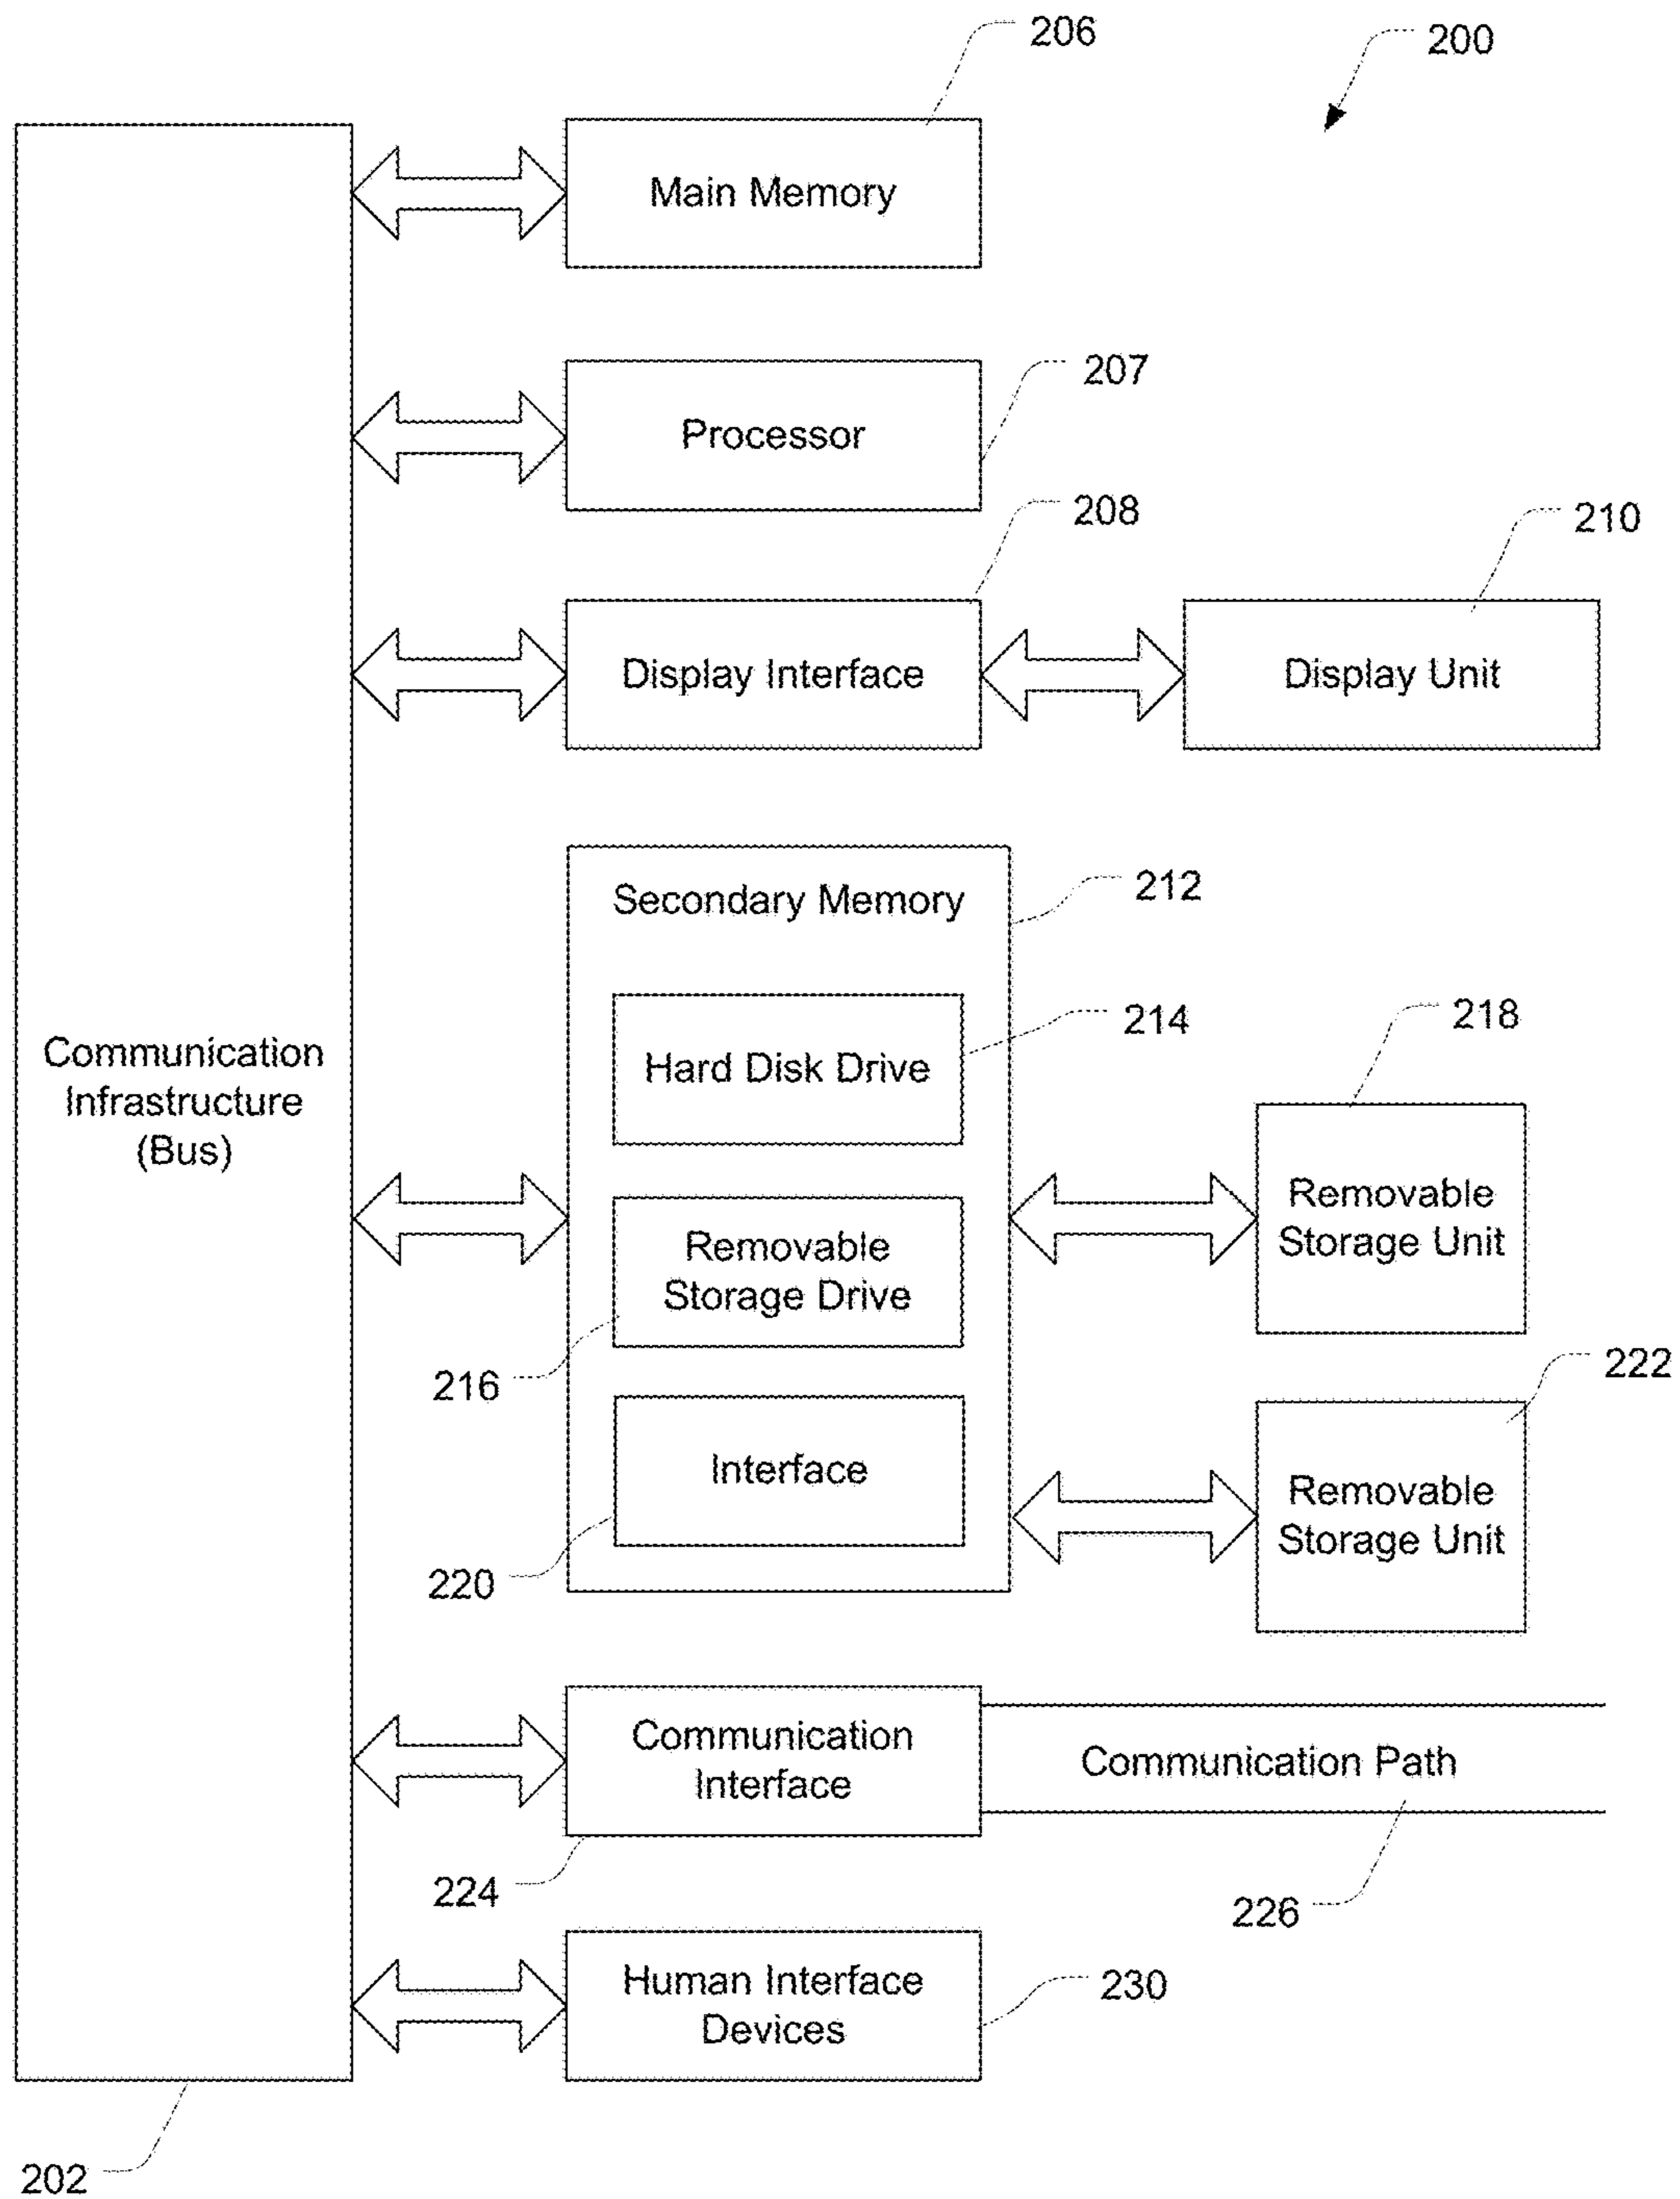 206
200
Main Memory
207
Processor
208
210
Display Interface
Display Unit
212
Secondary Memory
214
218
Hard Disk Drive
Communication
Infrastructure
(Bus)
Removable
Storage Unit
Removable
Storage Drive
216
222
Interface
Removable
Storage Unit
220
Communication
Interface
Communication Path
224
226
Human Interface
Devices
230
202